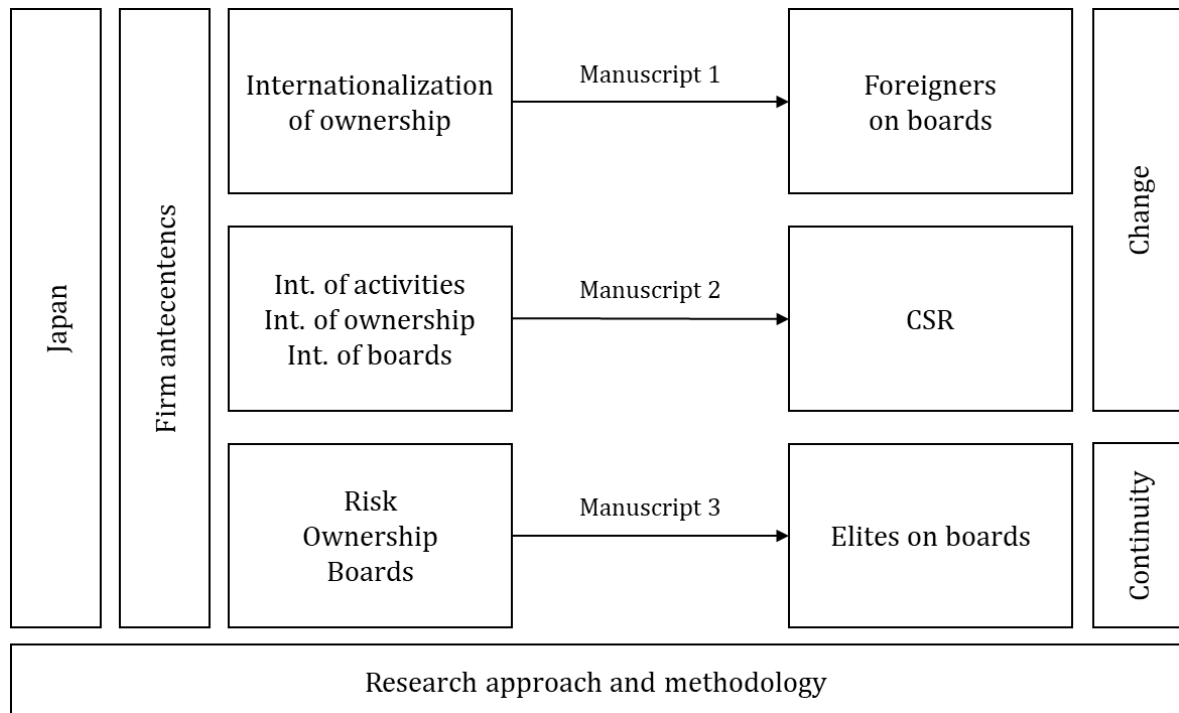 Japan
Firm antecentencs
Internationalization
of ownership
Manuscript 1
Foreigners
on boards
Int. of activities
Int. of ownership
Int. of boards
Manuscript 2
CSR
Change
Risk
Ownership
Boards
Manuscript 3
Elites on boards
Continuity
Research approach and methodology